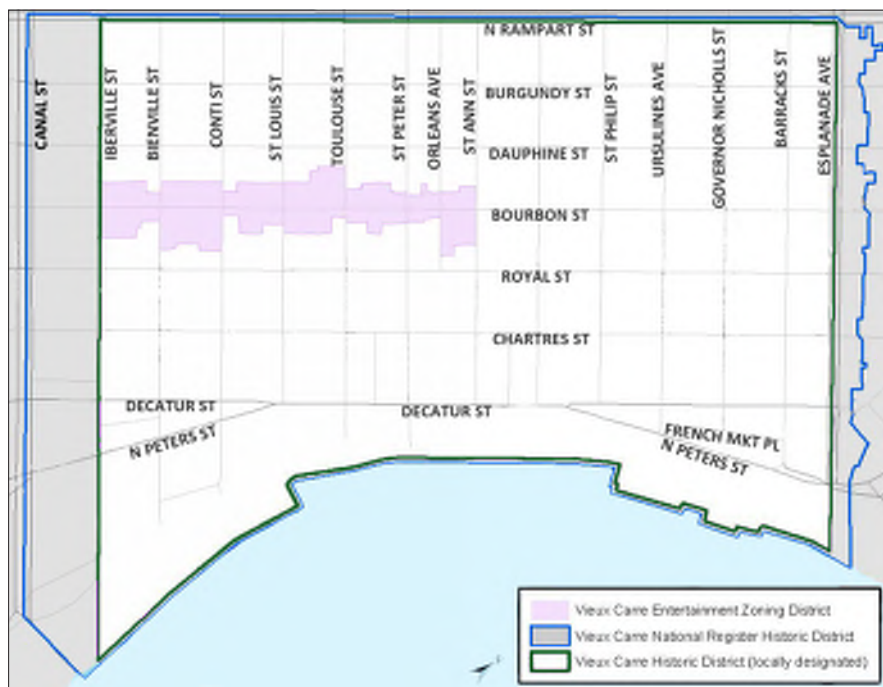 N RAMPART ST
CANAL ST
IBERVILLE ST
BIENVILLE ST
CONTI ST
ST LOUIS ST
TOULOUSE ST
ST PETER ST
ORLEANS AVE
ST ANN ST
BURGUNDY ST
ST PHILIP ST
URSULINES AVE
GOVERNOR NICHOLLS ST
BARRACKS ST
ESPLANADE AVE
DAUPHINE ST
BOURBON ST
ROYAL ST
CHARTRES ST
DECATUR ST
DECATUR ST
N PETERS ST
FRENCH MKT PL
N PETERS ST
Vieux Carre Entertainment Zoning District
Vieux Carre National Register Historic District
Vieux Carre Historic District (locally designated)